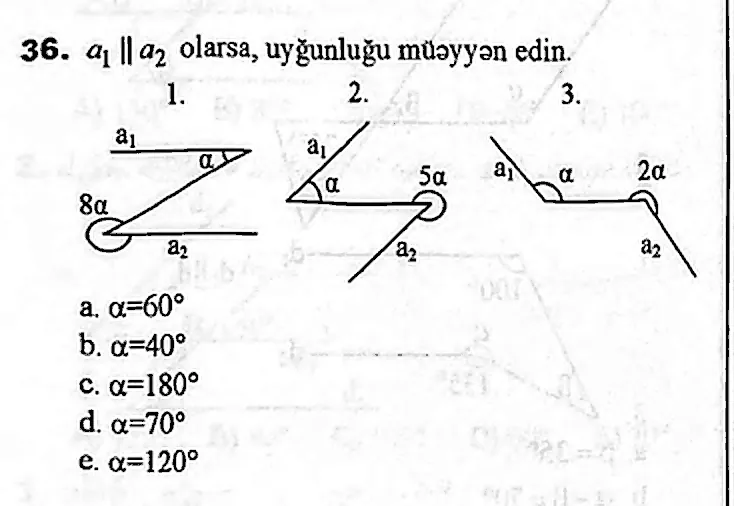 36. a₁ || a₂ olarsa, uyğunluğu müəyyən edin.
1. 2. 3.
a₁ α 8α a₂
a₁ α 5α a₂
a₁ α 2α a₂
a. α=60°
b. α=40°
c. α=180°
d. α=70°
e. α=120°